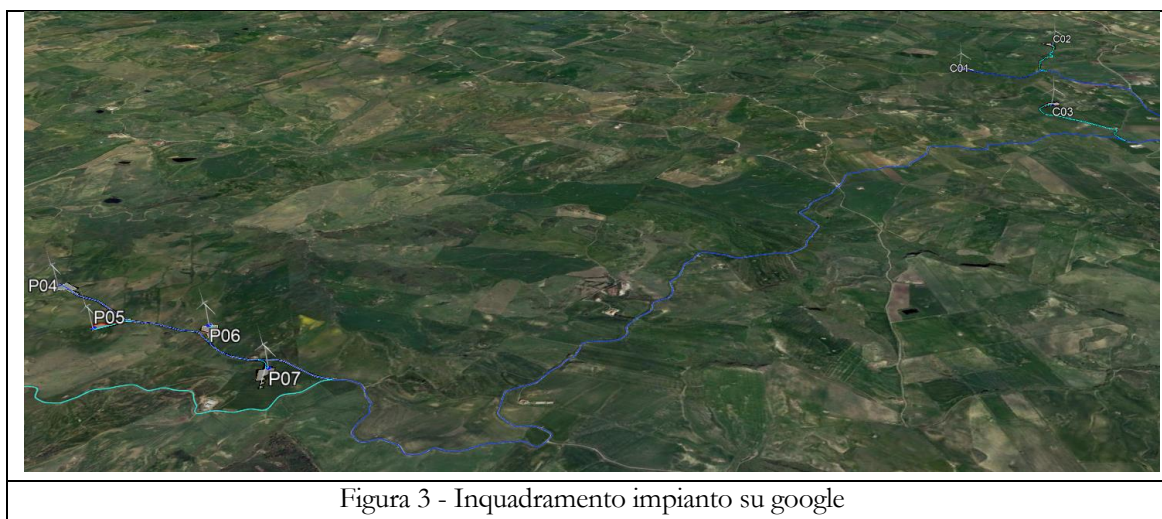 C02
C01
C03
P04
P05
P06
P07
Figura 3 - Inquadramento impianto su google